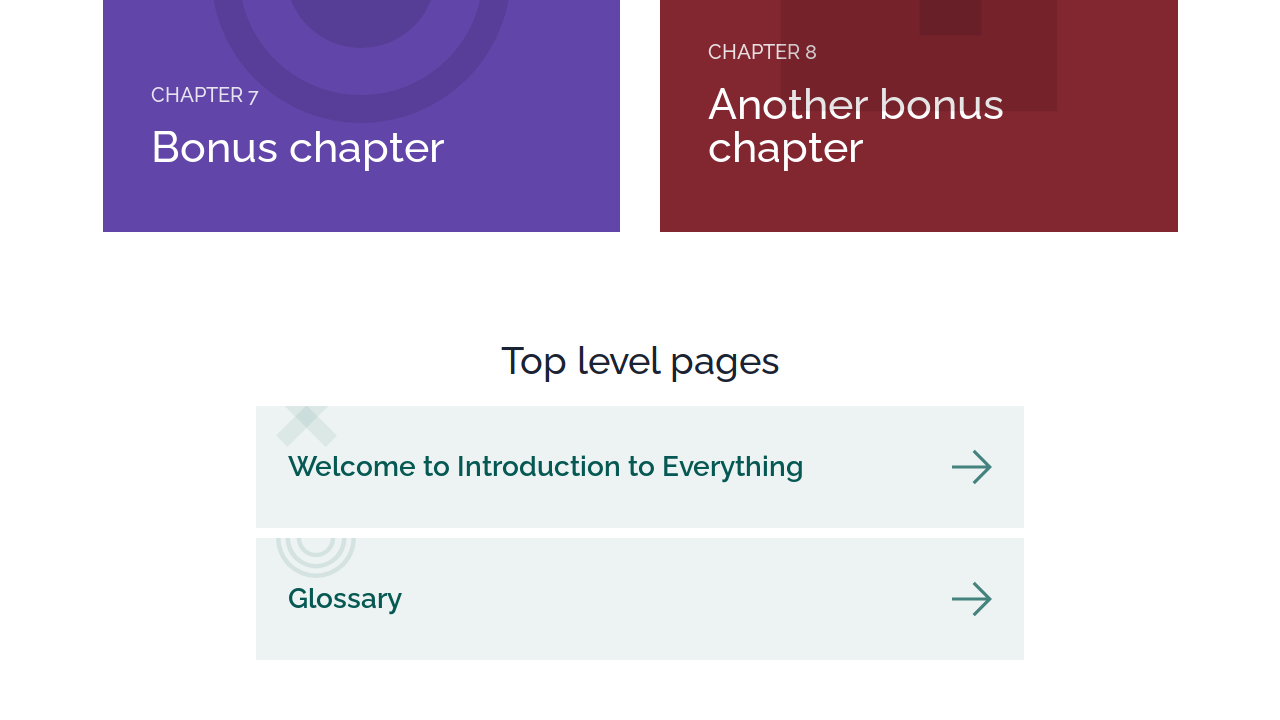 CHAPTER 7
Bonus chapter
CHAPTER 8
Another bonus
chapter
Top level pages
Welcome to Introduction to Everything
Glossary